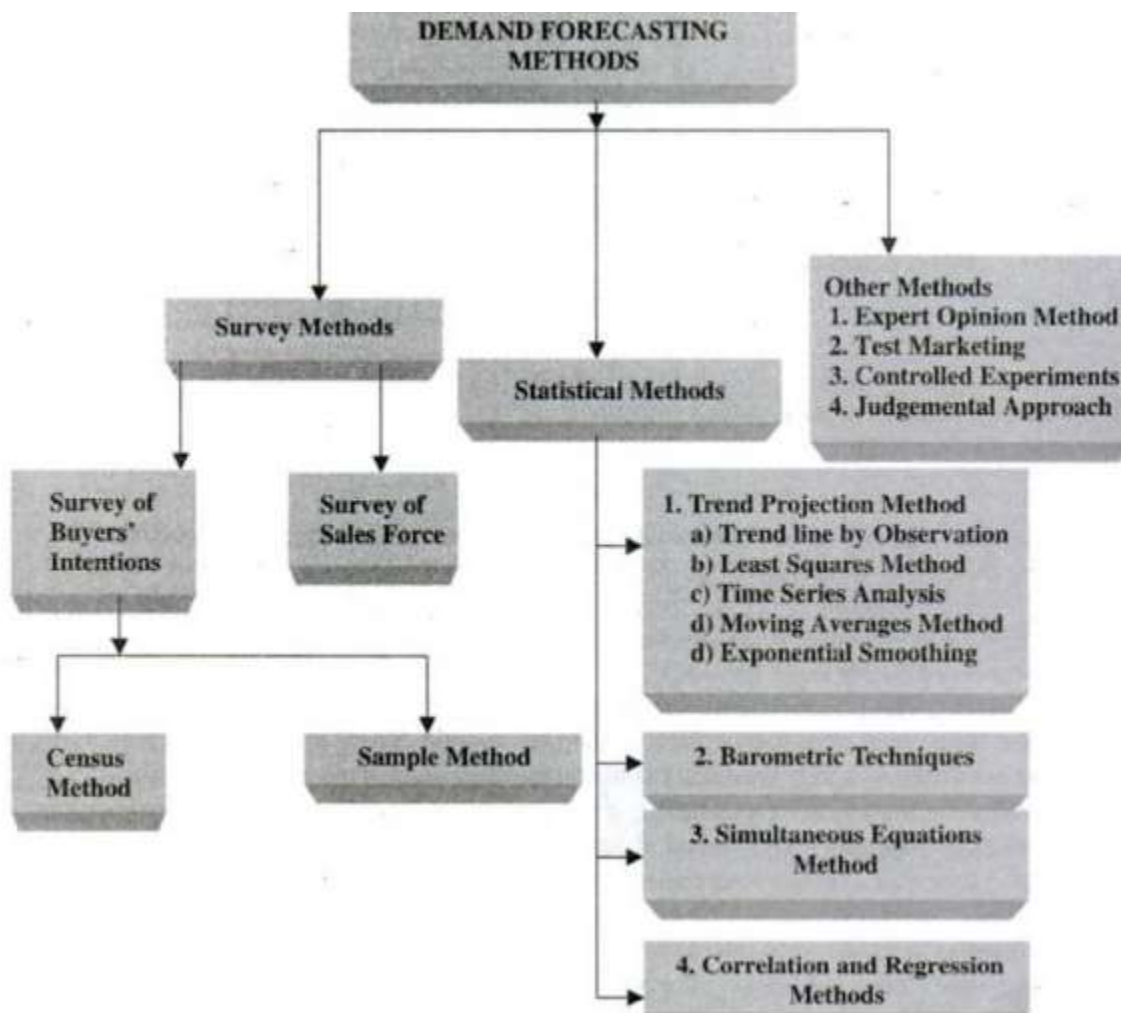 DEMAND FORECASTING
METHODS
Survey Methods
Statistical Methods
Other Methods
1. Expert Opinion Method
2. Test Marketing
3. Controlled Experiments
4. Judgemental Approach
Survey of
Buyers'
Intentions
Survey of
Sales Force
Census
Method
Sample Method
1. Trend Projection Method
a) Trend line by Observation
b) Least Squares Method
c) Time Series Analysis
d) Moving Averages Method
d) Exponential Smoothing
2. Barometric Techniques
3. Simultaneous Equations
Method
4. Correlation and Regression
Methods